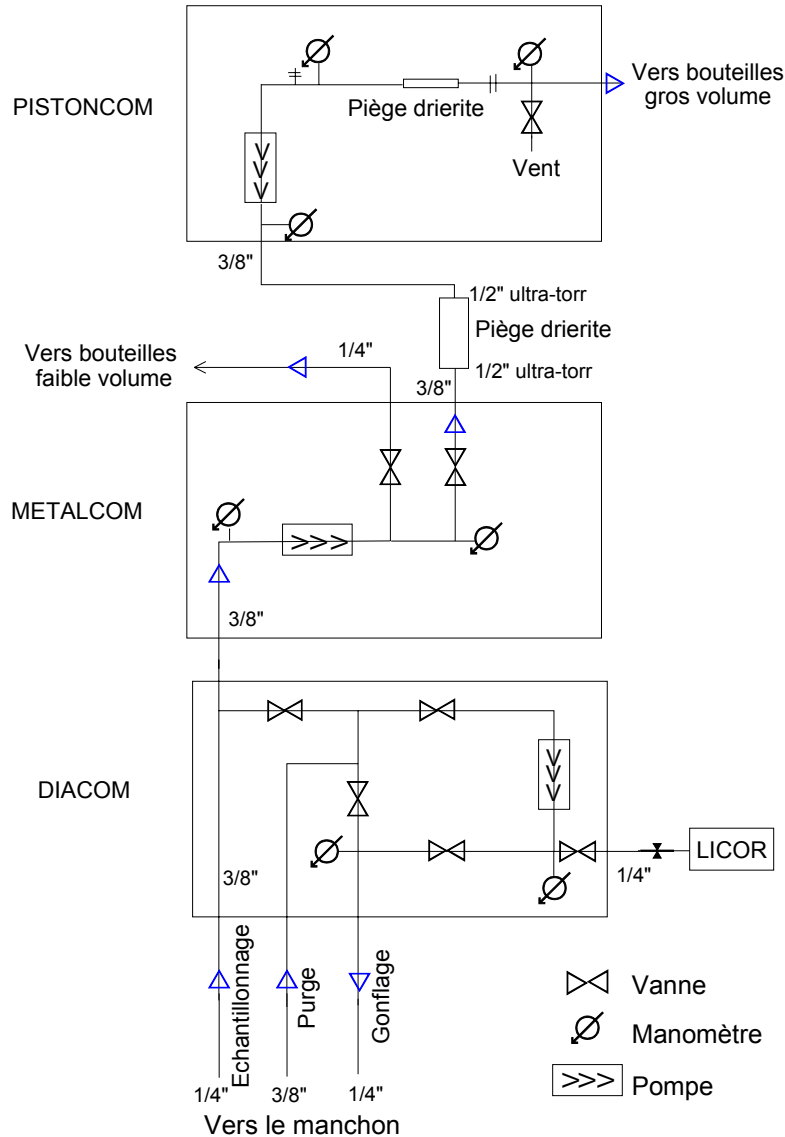 PISTONCOM
Piège drierite
Vent
Vers bouteilles
gros volume
3/8"
1/2" ultra-torr
Piège drierite
1/2" ultra-torr
Vers bouteilles
faible volume
1/4"
3/8"
METALCOM
>>>
3/8"
DIACOM
>>>
LICOR
1/4"
3/8"
Echantillonnage
Purge
Gonflage
1/4"
3/8"
1/4"
Vers le manchon
Vanne
Manomètre
>>> Pompe